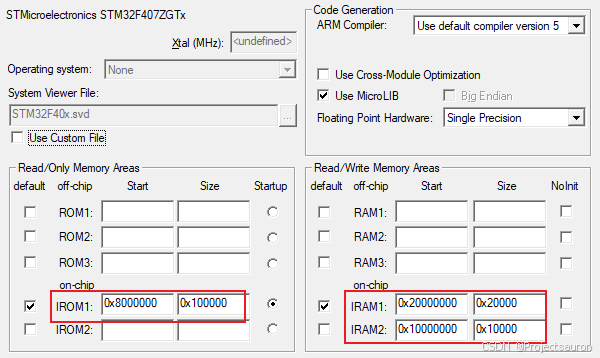 STMicroelectronics STM32F407ZGTx
Xtal (MHz): <undefined>
Operating system: None
System Viewer File:
STM32F40x.svd ...
Use Custom File
Code Generation
ARM Compiler: Use default compiler version 5
Use Cross-Module Optimization
Use MicroLIB Big Endian
Floating Point Hardware: Single Precision
Read/Only Memory Areas
default off-chip Start Size Startup
ROM1:
ROM2:
ROM3:
on-chip
IROM1: 0x8000000 0x100000
IROM2:
Read/Write Memory Areas
default off-chip Start Size NoInit
RAM1:
RAM2:
RAM3:
on-chip
IRAM1: 0x20000000 0x20000
IRAM2: 0x10000000 0x10000
CSDN @Projectsauron